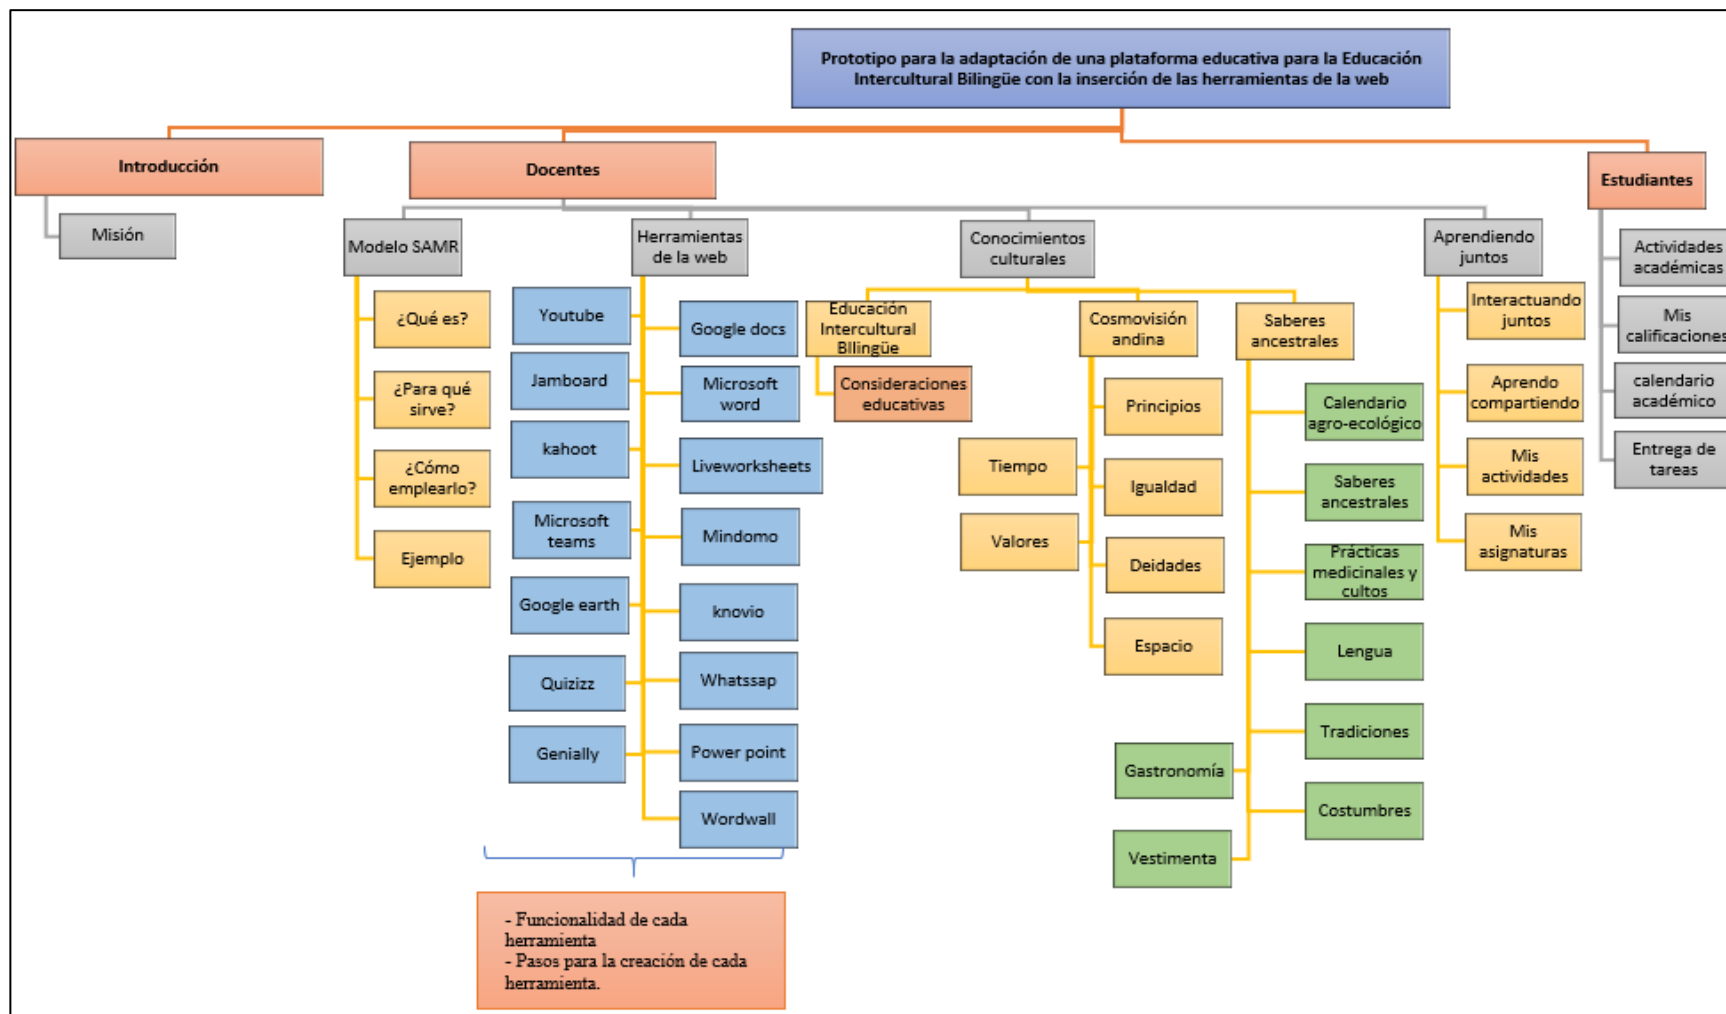 Prototipo para la adaptación de una plataforma educativa para la Educación
Intercultural Bilingüe con la inserción de las herramientas de la web
Introducción
Misión
Docentes
Modelo SAMR
¿Qué es?
¿Para qué
sirve?
¿Cómo
emplearlo?
Ejemplo
Herramientas
de la web
Youtube
Jamboard
kahoot
Microsoft
teams
Google earth
Quizizz
Genially
Google docs
Microsoft
word
Liveworksheets
Mindomo
knovio
Whatssap
Power point
Wordwall
- Funcionalidad de cada
herramienta
- Pasos para la creación de cada
herramienta.
Conocimientos
culturales
Educación
Intercultural
BIlingüe
Consideraciones
educativas
Cosmovisión
andina
Principios
Tiempo
Igualdad
Valores
Deidades
Espacio
Saberes
ancestrales
Calendario
agro-ecológico
Saberes
ancestrales
Prácticas
medicinales y
cultos
Lengua
Tradiciones
Gastronomía
Costumbres
Vestimenta
Aprendiendo
juntos
Interactuando
juntos
Aprendo
compartiendo
Mis
actividades
Mis
asignaturas
Estudiantes
Actividades
académicas
Mis
calificaciones
calendario
académico
Entrega de
tareas